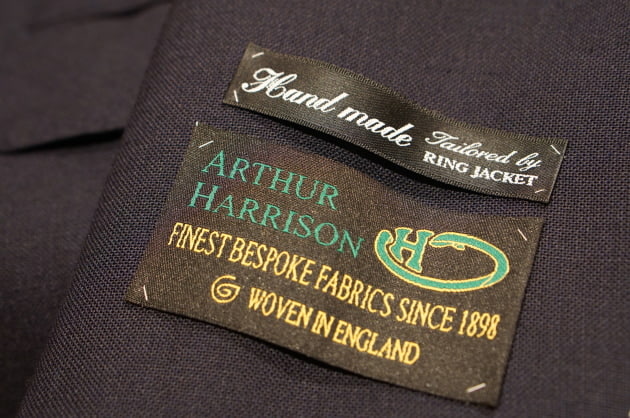 Hand made Tailored by
RING JACKET
ARTHUR
HARRISON
H
FINEST BESPOKE FABRICS SINCE 1898
WOVEN IN ENGLAND